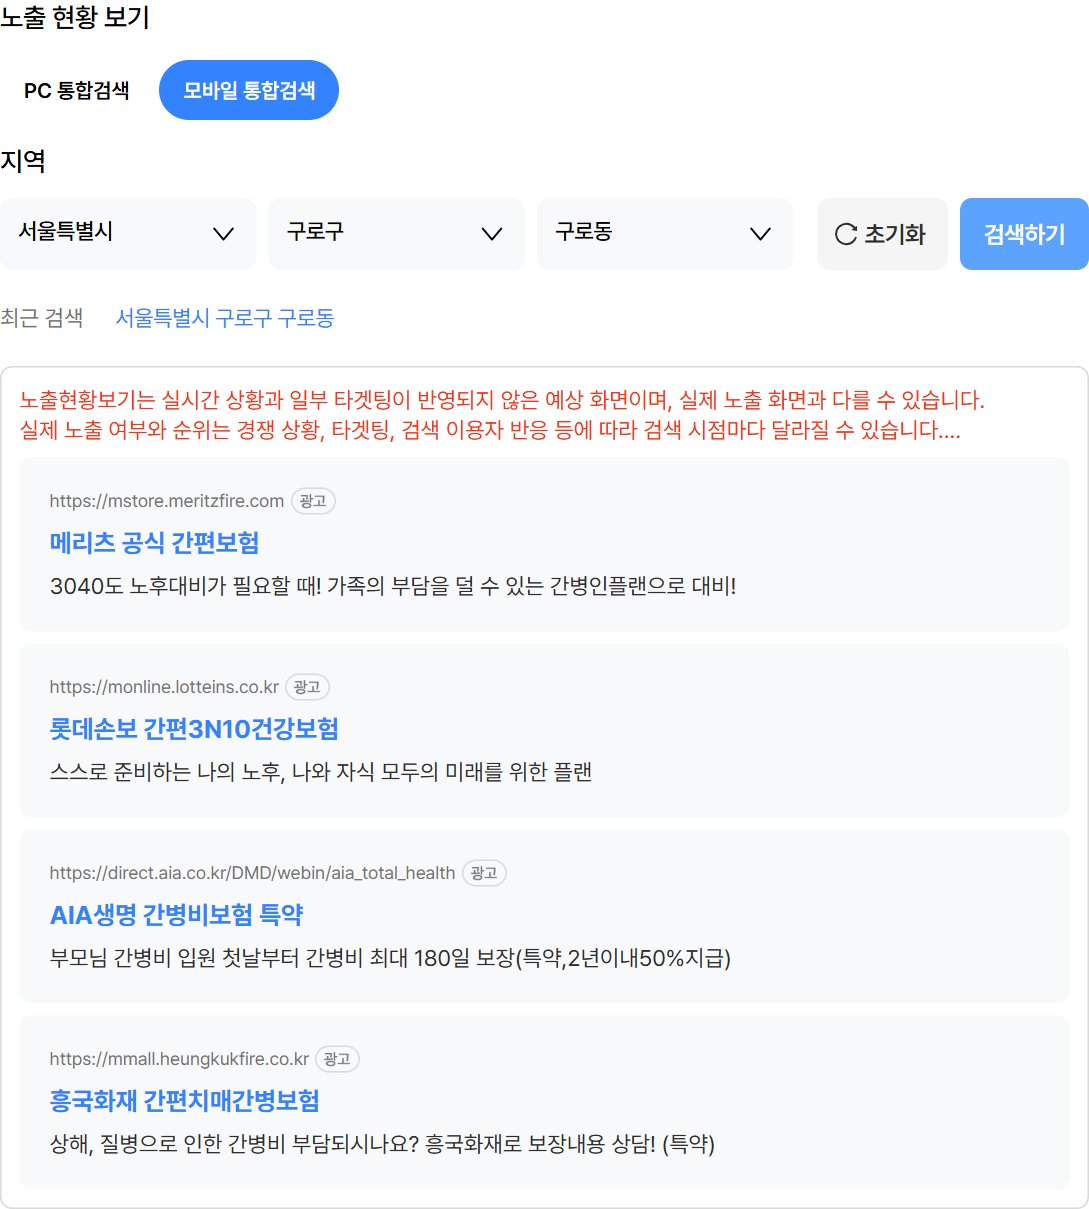 노출 현황 보기
PC 통합검색 모바일 통합검색
지역
서울특별시 구로구 구로동 초기화 검색하기
최근 검색 서울특별시 구로구 구로동
노출현황보기는 실시간 상황과 일부 타겟팅이 반영되지 않은 예상 화면이며, 실제 노출 화면과 다를 수 있습니다.
실제 노출 여부와 순위는 경쟁 상황, 타겟팅, 검색 이용자 반응 등에 따라 검색 시점마다 달라질 수 있습니다....
https://mstore.meritzfire.com 광고
메리츠 공식 간편보험
3040도 노후대비가 필요할 때! 가족의 부담을 덜 수 있는 간병인플랜으로 대비!
https://monline.lotteins.co.kr 광고
롯데손보 간편3N10건강보험
스스로 준비하는 나의 노후, 나와 자식 모두의 미래를 위한 플랜
https://direct.aia.co.kr/DMD/webin/aia_total_health 광고
AIA생명 간병비보험 특약
부모님 간병비 입원 첫날부터 간병비 최대 180일 보장(특약,2년이내50%지급)
https://mmall.heungkukfire.co.kr 광고
흥국화재 간편치매간병보험
상해, 질병으로 인한 간병비 부담되시나요? 흥국화재로 보장내용 상담! (특약)